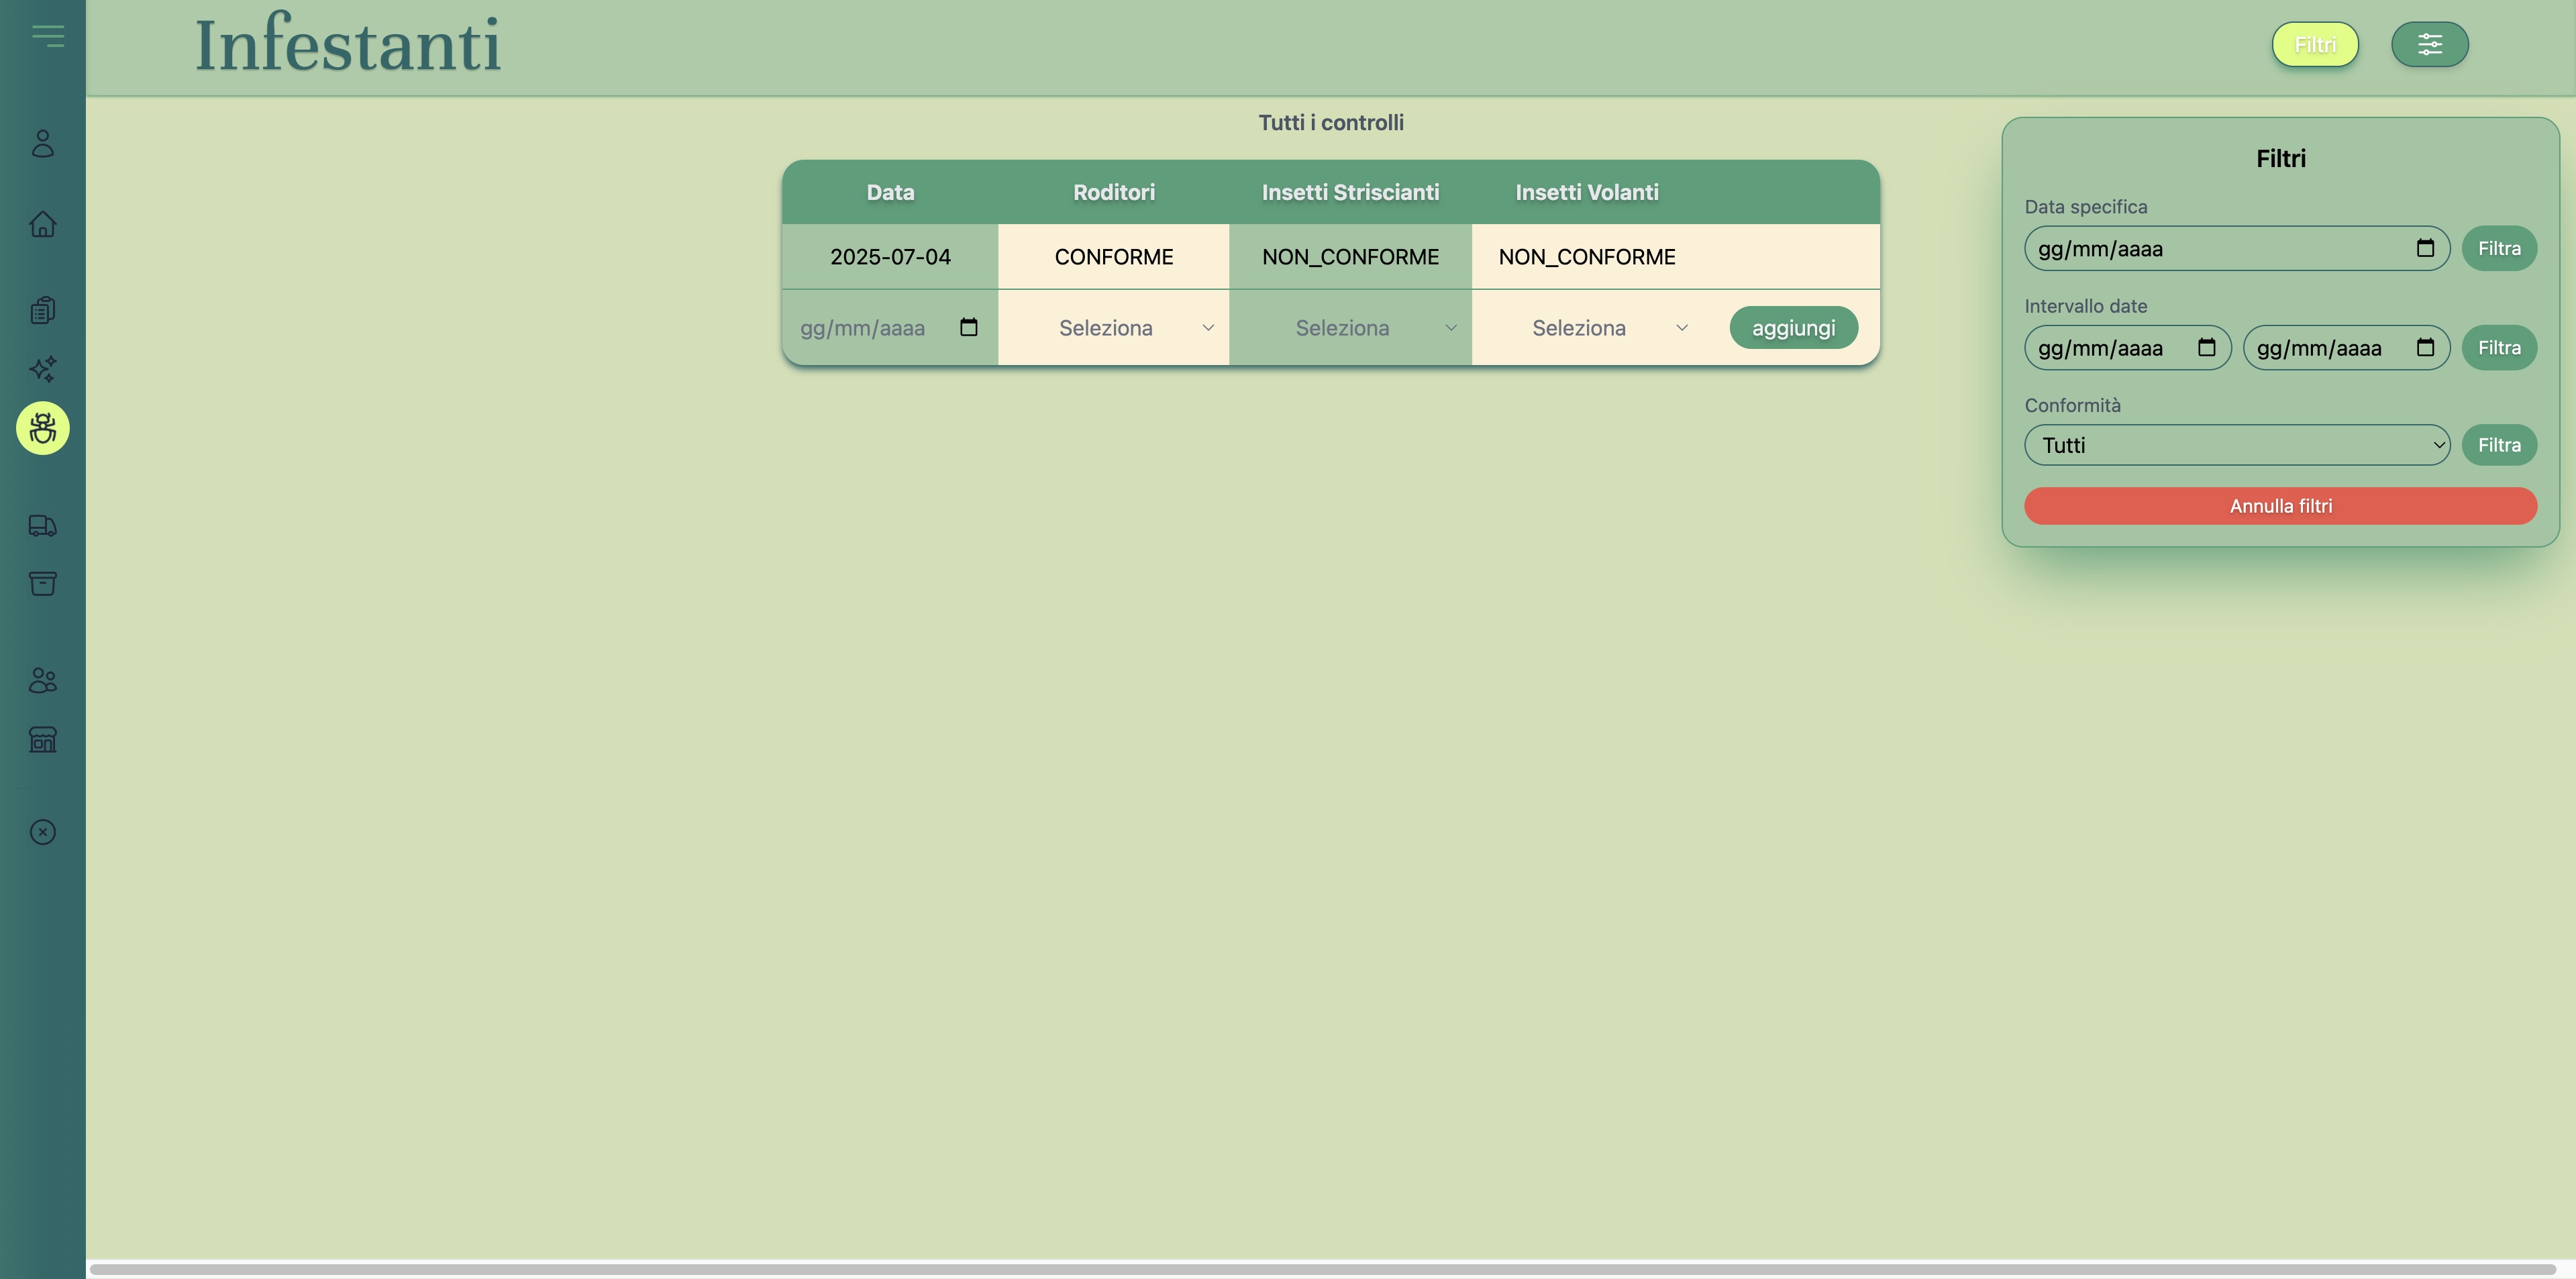 Infestanti
Filtri
Tutti i controlli
Data Roditori Insetti Striscianti Insetti Volanti
2025-07-04 CONFORME NON_CONFORME NON_CONFORME
gg/mm/aaaa Seleziona Seleziona Seleziona aggiungi
Filtri
Data specifica
gg/mm/aaaa Filtra
Intervallo date
gg/mm/aaaa gg/mm/aaaa Filtra
Conformità
Tutti Filtra
Annulla filtri